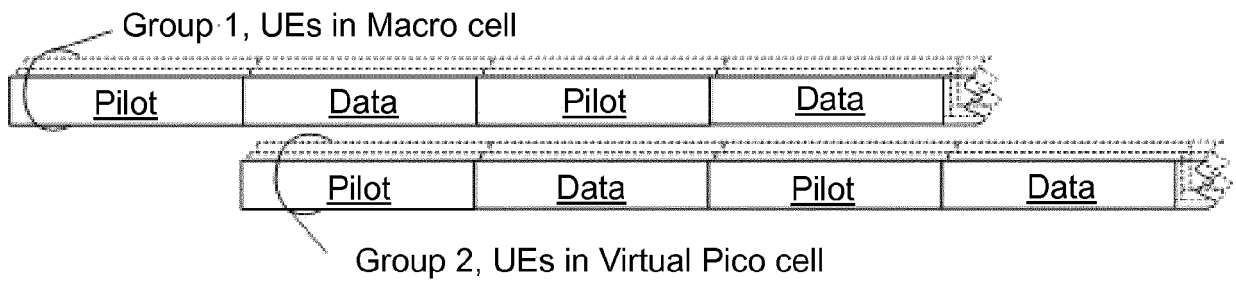 Group 1, UEs in Macro cell
Pilot Data Pilot Data
Pilot Data Pilot Data
Group 2, UEs in Virtual Pico cell